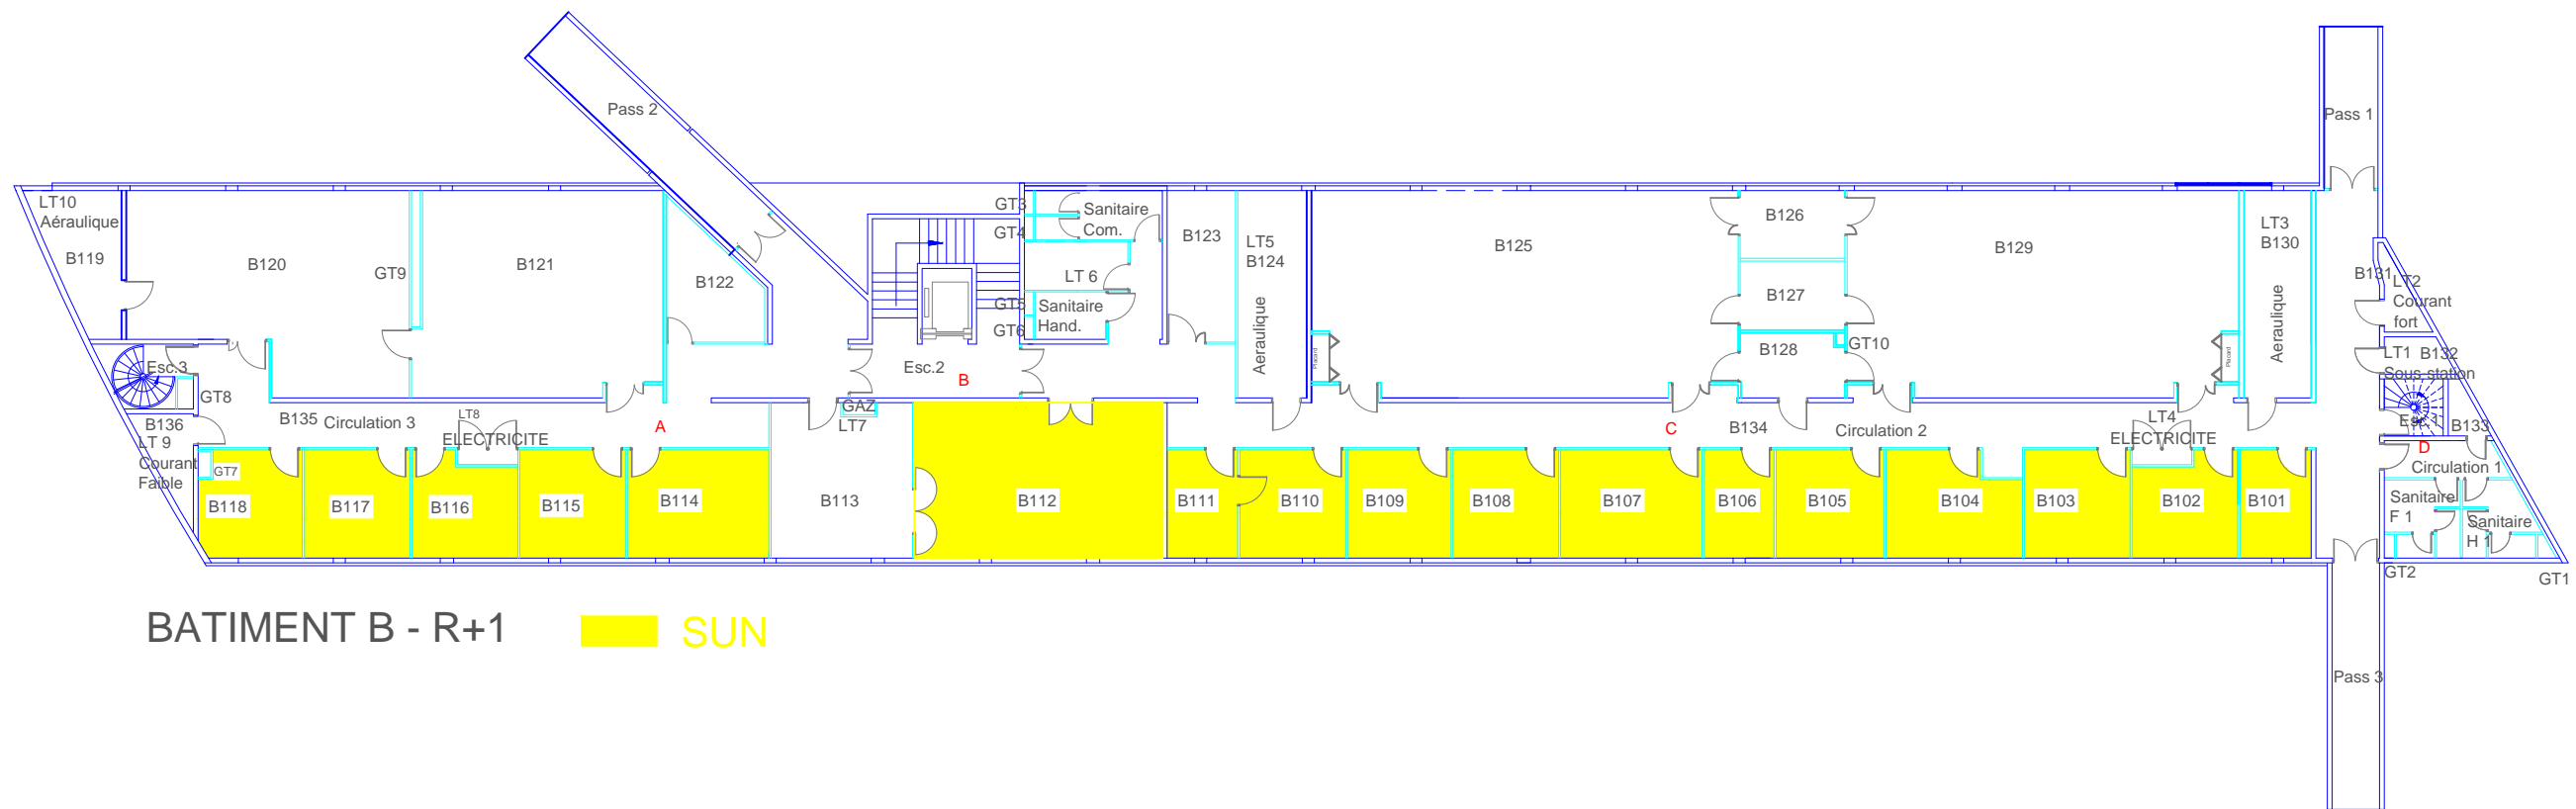 Pass 2
Pass 1
LT10
Aéraulique
B119
B120
GT9
B121
B122
GT3
GT4
Sanitaire
Com.
LT 6
GT5
GT6
Sanitaire
Hand.
B123
LT5
B124
Aeraulique
B125
B126
B127
B128
GT10
B129
LT3
B130
Aeraulique
B131
LT2
Courant
fort
LT1
B132
Sous-station
Placard
Placard
Esc.3
GT8
Esc.2
B
Esc.1
B133
B136
LT 9
Courant
Faible
B135
Circulation 3
LT8
ELECTRICITE
A
GAZ
LT7
C
B134
Circulation 2
LT4
ELECTRICITE
D
Circulation 1
GT7
B118
B117
B116
B115
B114
B113
B112
B111
B110
B109
B108
B107
B106
B105
B104
B103
B102
B101
Sanitaire
F 1
Sanitaire
H 1
GT2
GT1
BATIMENT B - R+1
SUN
Pass 3